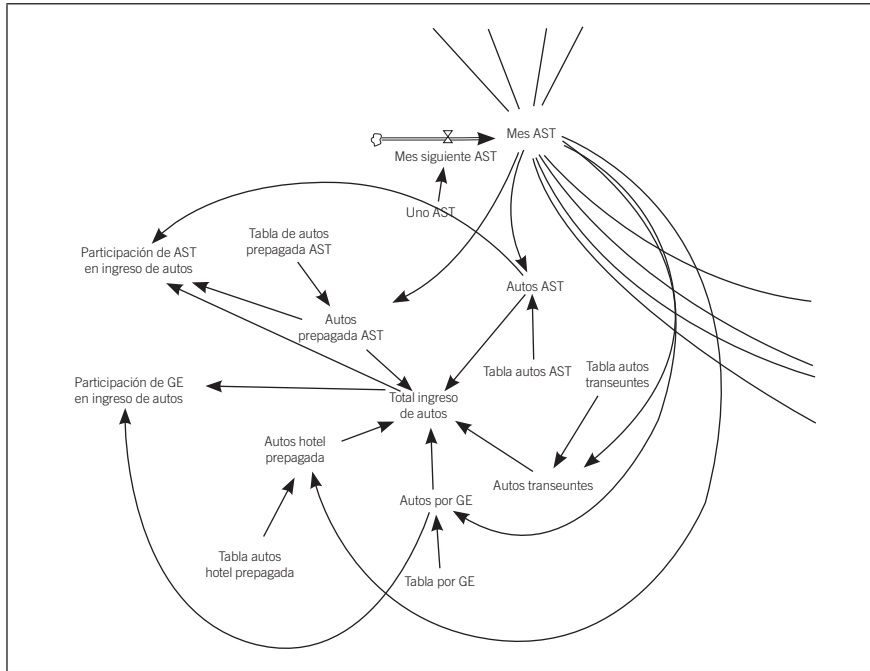 Mes AST
Mes siguiente AST
Uno AST
Tabla de autos
prepagada AST
Participación de AST
en ingreso de autos
Autos AST
Autos
prepagada AST
Tabla autos AST
Tabla autos
transeuntes
Participación de GE
en ingreso de autos
Total ingreso
de autos
Autos hotel
prepagada
Autos transeuntes
Autos por GE
Tabla autos
hotel prepagada
Tabla por GE